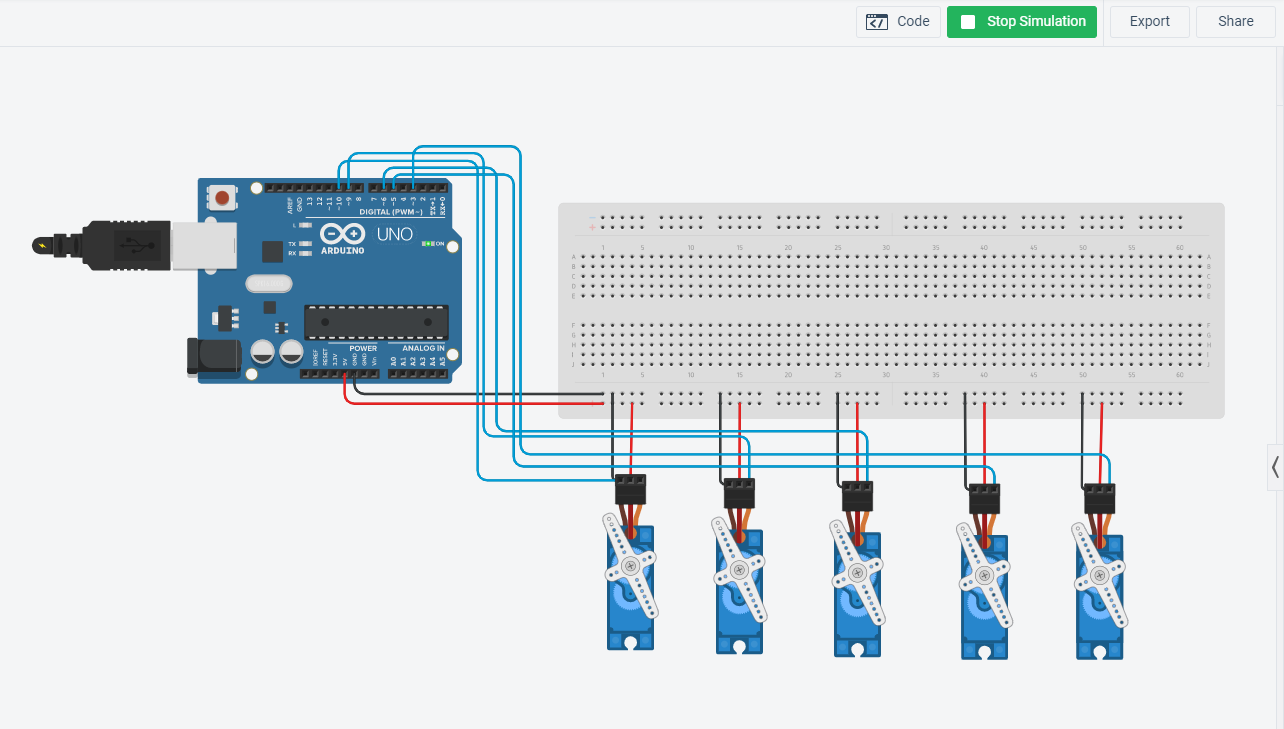 Code
Stop Simulation
Export
Share
AREF
GND
13
12
~11
~10
~9
8
7
~6
~5
4
~3
2
TX→1
RX←0
DIGITAL (PWM~)
L
TX
RX
UNO
ON
ARDUINO
POWER
ANALOG IN
IOREF
RESET
3.3V
5V
GND
GND
Vin
A0
A1
A2
A3
A4
A5
1 5 10 15 20 25 30 35 40 45 50 55 60
A A
B B
C C
D D
E E
F F
G G
H H
I I
J J
1 5 10 15 20 25 30 35 40 45 50 55 60